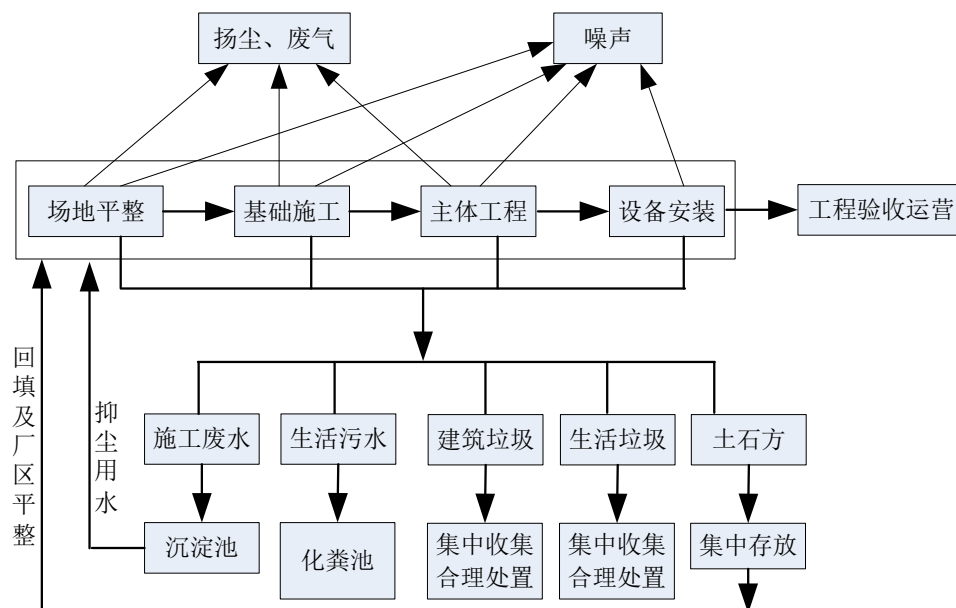 扬尘、废气
噪声
场地平整
基础施工
主体工程
设备安装
工程验收运营
回填及厂区平整
抑尘用水
施工废水
生活污水
建筑垃圾
生活垃圾
土石方
沉淀池
化粪池
集中收集
合理处置
集中收集
合理处置
集中存放